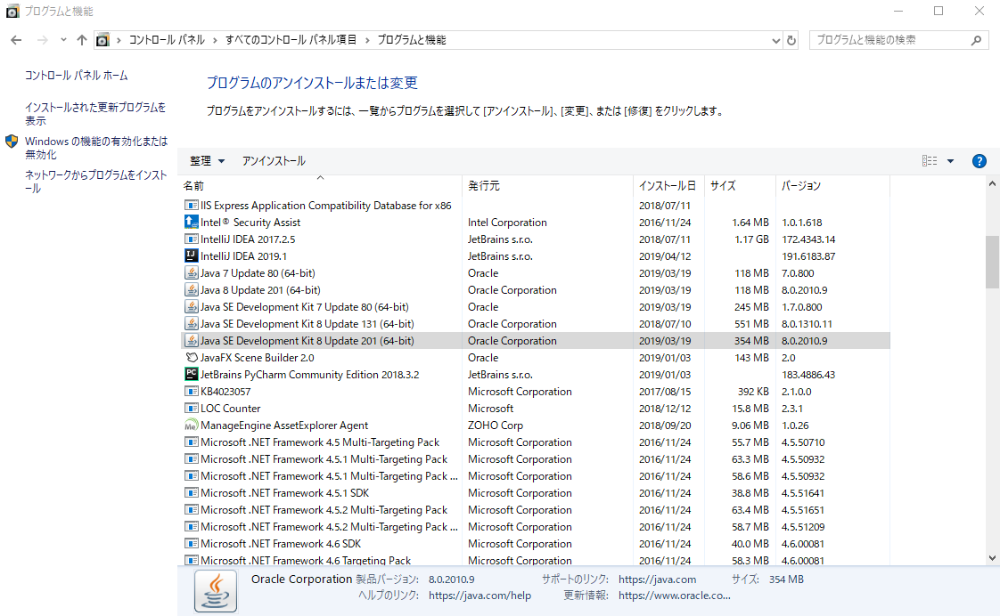 プログラムと機能
コントロール パネル › すべてのコントロール パネル項目 › プログラムと機能
プログラムと機能の検索
コントロール パネル ホーム
インストールされた更新プログラムを
表示
Windows の機能の有効化または
無効化
ネットワークからプログラムをインスト
ール
プログラムのアンインストールまたは変更
プログラムをアンインストールするには、一覧からプログラムを選択して [アンインストール]、[変更]、または [修復] をクリックします。
整理 アンインストール
名前 発行元 インストール日 サイズ バージョン
IIS Express Application Compatibility Database for x86 2018/07/11
Intel® Security Assist Intel Corporation 2016/11/24 1.64 MB 1.0.1.618
IntelliJ IDEA 2017.2.5 JetBrains s.r.o. 2018/07/11 1.17 GB 172.4343.14
IntelliJ IDEA 2019.1 JetBrains s.r.o. 2019/04/12 191.6183.87
Java 7 Update 80 (64-bit) Oracle 2019/03/19 118 MB 7.0.800
Java 8 Update 201 (64-bit) Oracle Corporation 2019/03/19 118 MB 8.0.2010.9
Java SE Development Kit 7 Update 80 (64-bit) Oracle 2019/03/19 245 MB 1.7.0.800
Java SE Development Kit 8 Update 131 (64-bit) Oracle Corporation 2018/07/10 551 MB 8.0.1310.11
Java SE Development Kit 8 Update 201 (64-bit) Oracle Corporation 2019/03/19 354 MB 8.0.2010.9
JavaFX Scene Builder 2.0 Oracle 2019/01/03 143 MB 2.0
JetBrains PyCharm Community Edition 2018.3.2 JetBrains s.r.o. 2019/01/03 183.4886.43
KB4023057 Microsoft Corporation 2017/08/15 392 KB 2.1.0.0
LOC Counter Microsoft 2018/12/12 15.8 MB 2.3.1
ManageEngine AssetExplorer Agent ZOHO Corp 2018/09/20 9.06 MB 1.0.26
Microsoft .NET Framework 4.5 Multi-Targeting Pack Microsoft Corporation 2016/11/24 55.7 MB 4.5.50710
Microsoft .NET Framework 4.5.1 Multi-Targeting Pack Microsoft Corporation 2016/11/24 63.3 MB 4.5.50932
Microsoft .NET Framework 4.5.1 Multi-Targeting Pack ... Microsoft Corporation 2016/11/24 58.6 MB 4.5.50932
Microsoft .NET Framework 4.5.1 SDK Microsoft Corporation 2016/11/24 38.8 MB 4.5.51641
Microsoft .NET Framework 4.5.2 Multi-Targeting Pack Microsoft Corporation 2016/11/24 63.4 MB 4.5.51651
Microsoft .NET Framework 4.5.2 Multi-Targeting Pack ... Microsoft Corporation 2016/11/24 58.7 MB 4.5.51209
Microsoft .NET Framework 4.6 SDK Microsoft Corporation 2016/11/24 40.0 MB 4.6.00081
Microsoft .NET Framework 4.6 Targeting Pack Microsoft Corporation 2016/11/24 58.3 MB 4.6.00081
Oracle Corporation 製品バージョン: 8.0.2010.9 サポートのリンク: https://java.com サイズ: 354 MB
ヘルプのリンク: https://java.com/help 更新情報: https://www.oracle.co...